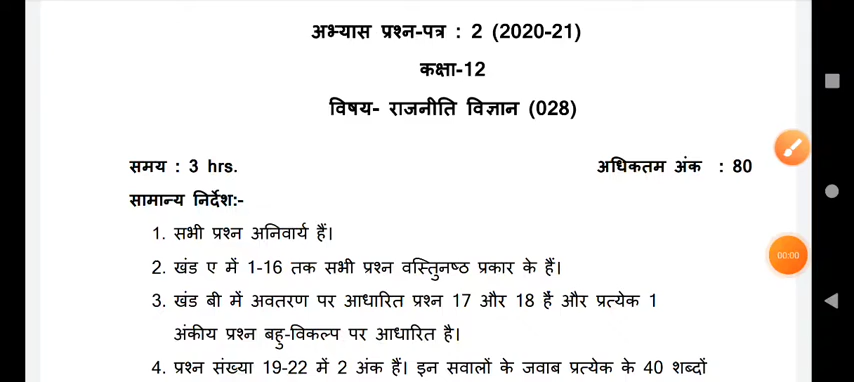 अभ्यास प्रश्न-पत्र : 2 (2020-21)
कक्षा-12
विषय- राजनीति विज्ञान (028)
समय : 3 hrs. अधिकतम अंक : 80
सामान्य निर्देश:-
1. सभी प्रश्न अनिवार्य हैं।
2. खंड ए में 1-16 तक सभी प्रश्न वस्तिुनष्ठ प्रकार के हैं।
00:00
3. खंड बी में अवतरण पर आधारित प्रश्न 17 और 18 हैं और प्रत्येक 1
अंकीय प्रश्न बहु-विकल्प पर आधारित है।
4. प्रश्न संख्या 19-22 में 2 अंक हैं। इन सवालों के जवाब प्रत्येक के 40 शब्दों